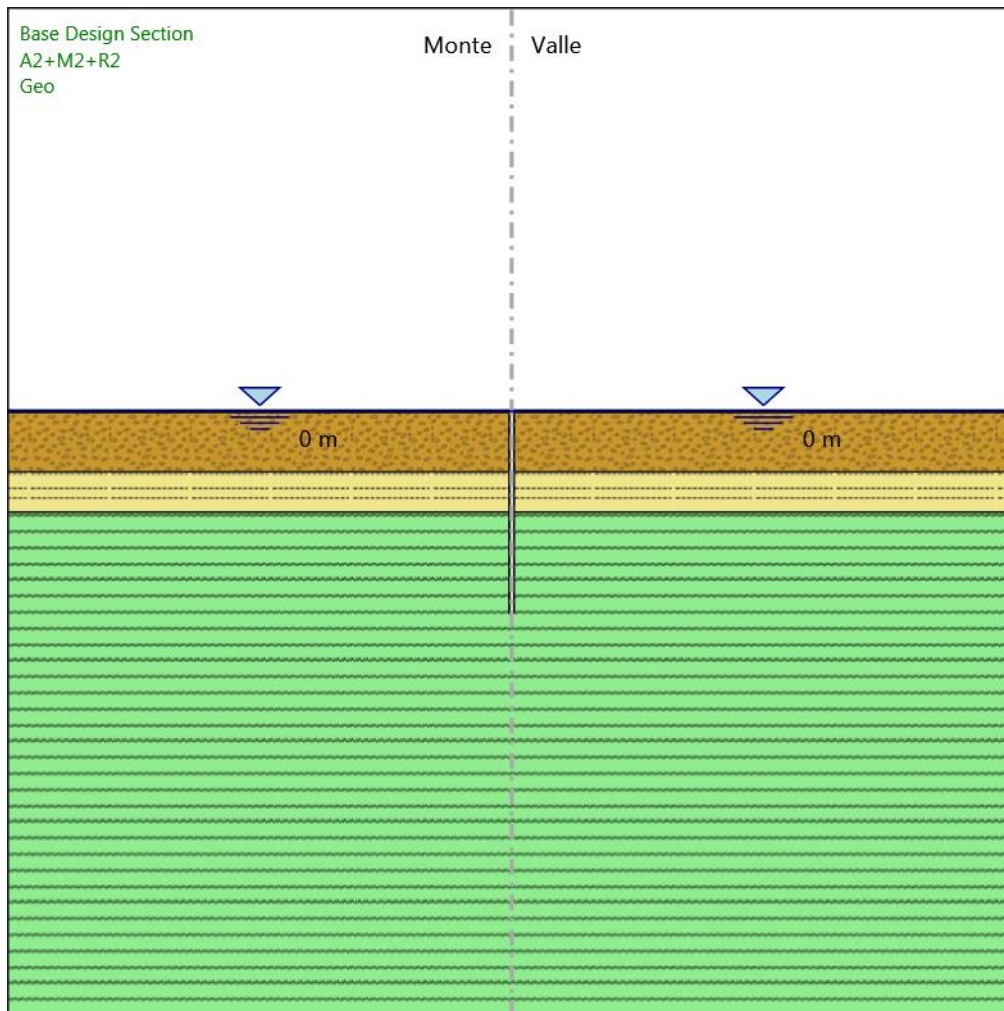 Base Design Section
A2+M2+R2
Geo
Monte
Valle
0 m
0 m